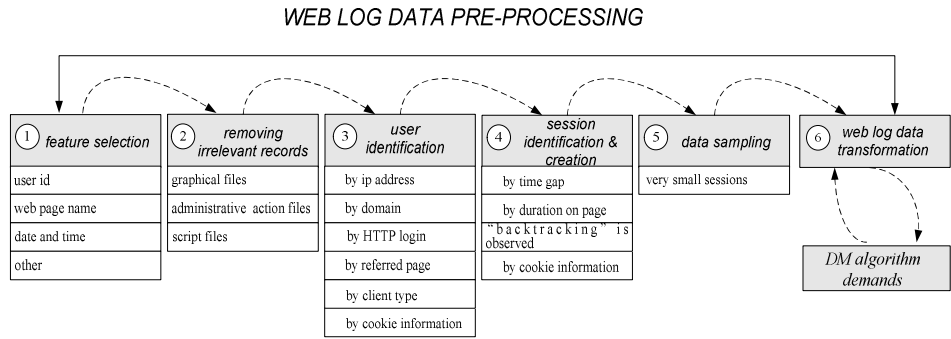 WEB LOG DATA PRE-PROCESSING
1
feature selection
user id
web page name
date and time
other
2
removing
irrelevant records
graphical files
administrative action files
script files
3
user
identification
by ip address
by domain
by HTTP login
by referred page
by client type
by cookie information
4
session
identification &
creation
by time gap
by duration on page
“backtracking” is
observed
by cookie information
5
data sampling
very small sessions
6
web log data
transformation
DM algorithm
demands